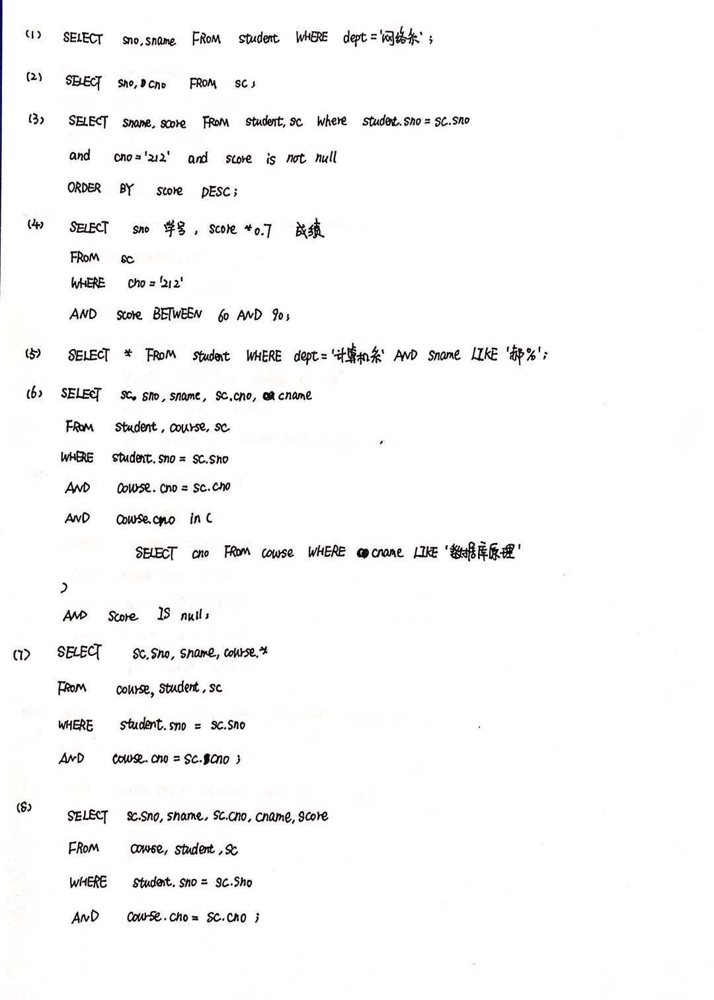 (1) SELECT sno,sname FROM student WHERE dept='网络系';
(2) SELECT sno,cno FROM sc;
(3) SELECT sname,score FROM student,sc where student.sno=sc.sno
and cno='212' and score is not null
ORDER BY score DESC;
(4) SELECT sno 学号,score*0.7 成绩
FROM sc
WHERE cno='212'
AND score BETWEEN 60 AND 90;
(5) SELECT * FROM student WHERE dept='计算机系' AND sname LIKE '郝%';
(6) SELECT sc.sno,sname,sc.cno,cname
FROM student,course,sc
WHERE student.sno=sc.sno
AND course.cno=sc.cno
AND course.cno in (
SELECT cno FROM course WHERE cname LIKE '数据库原理'
)
AND score IS null;
(7) SELECT sc.sno,sname,course.*
FROM course,student,sc
WHERE student.sno=sc.sno
AND course.cno=sc.cno;
(8) SELECT sc.sno,sname,sc.cno,cname,score
FROM course,student,sc
WHERE student.sno=sc.sno
AND course.cno=sc.cno;